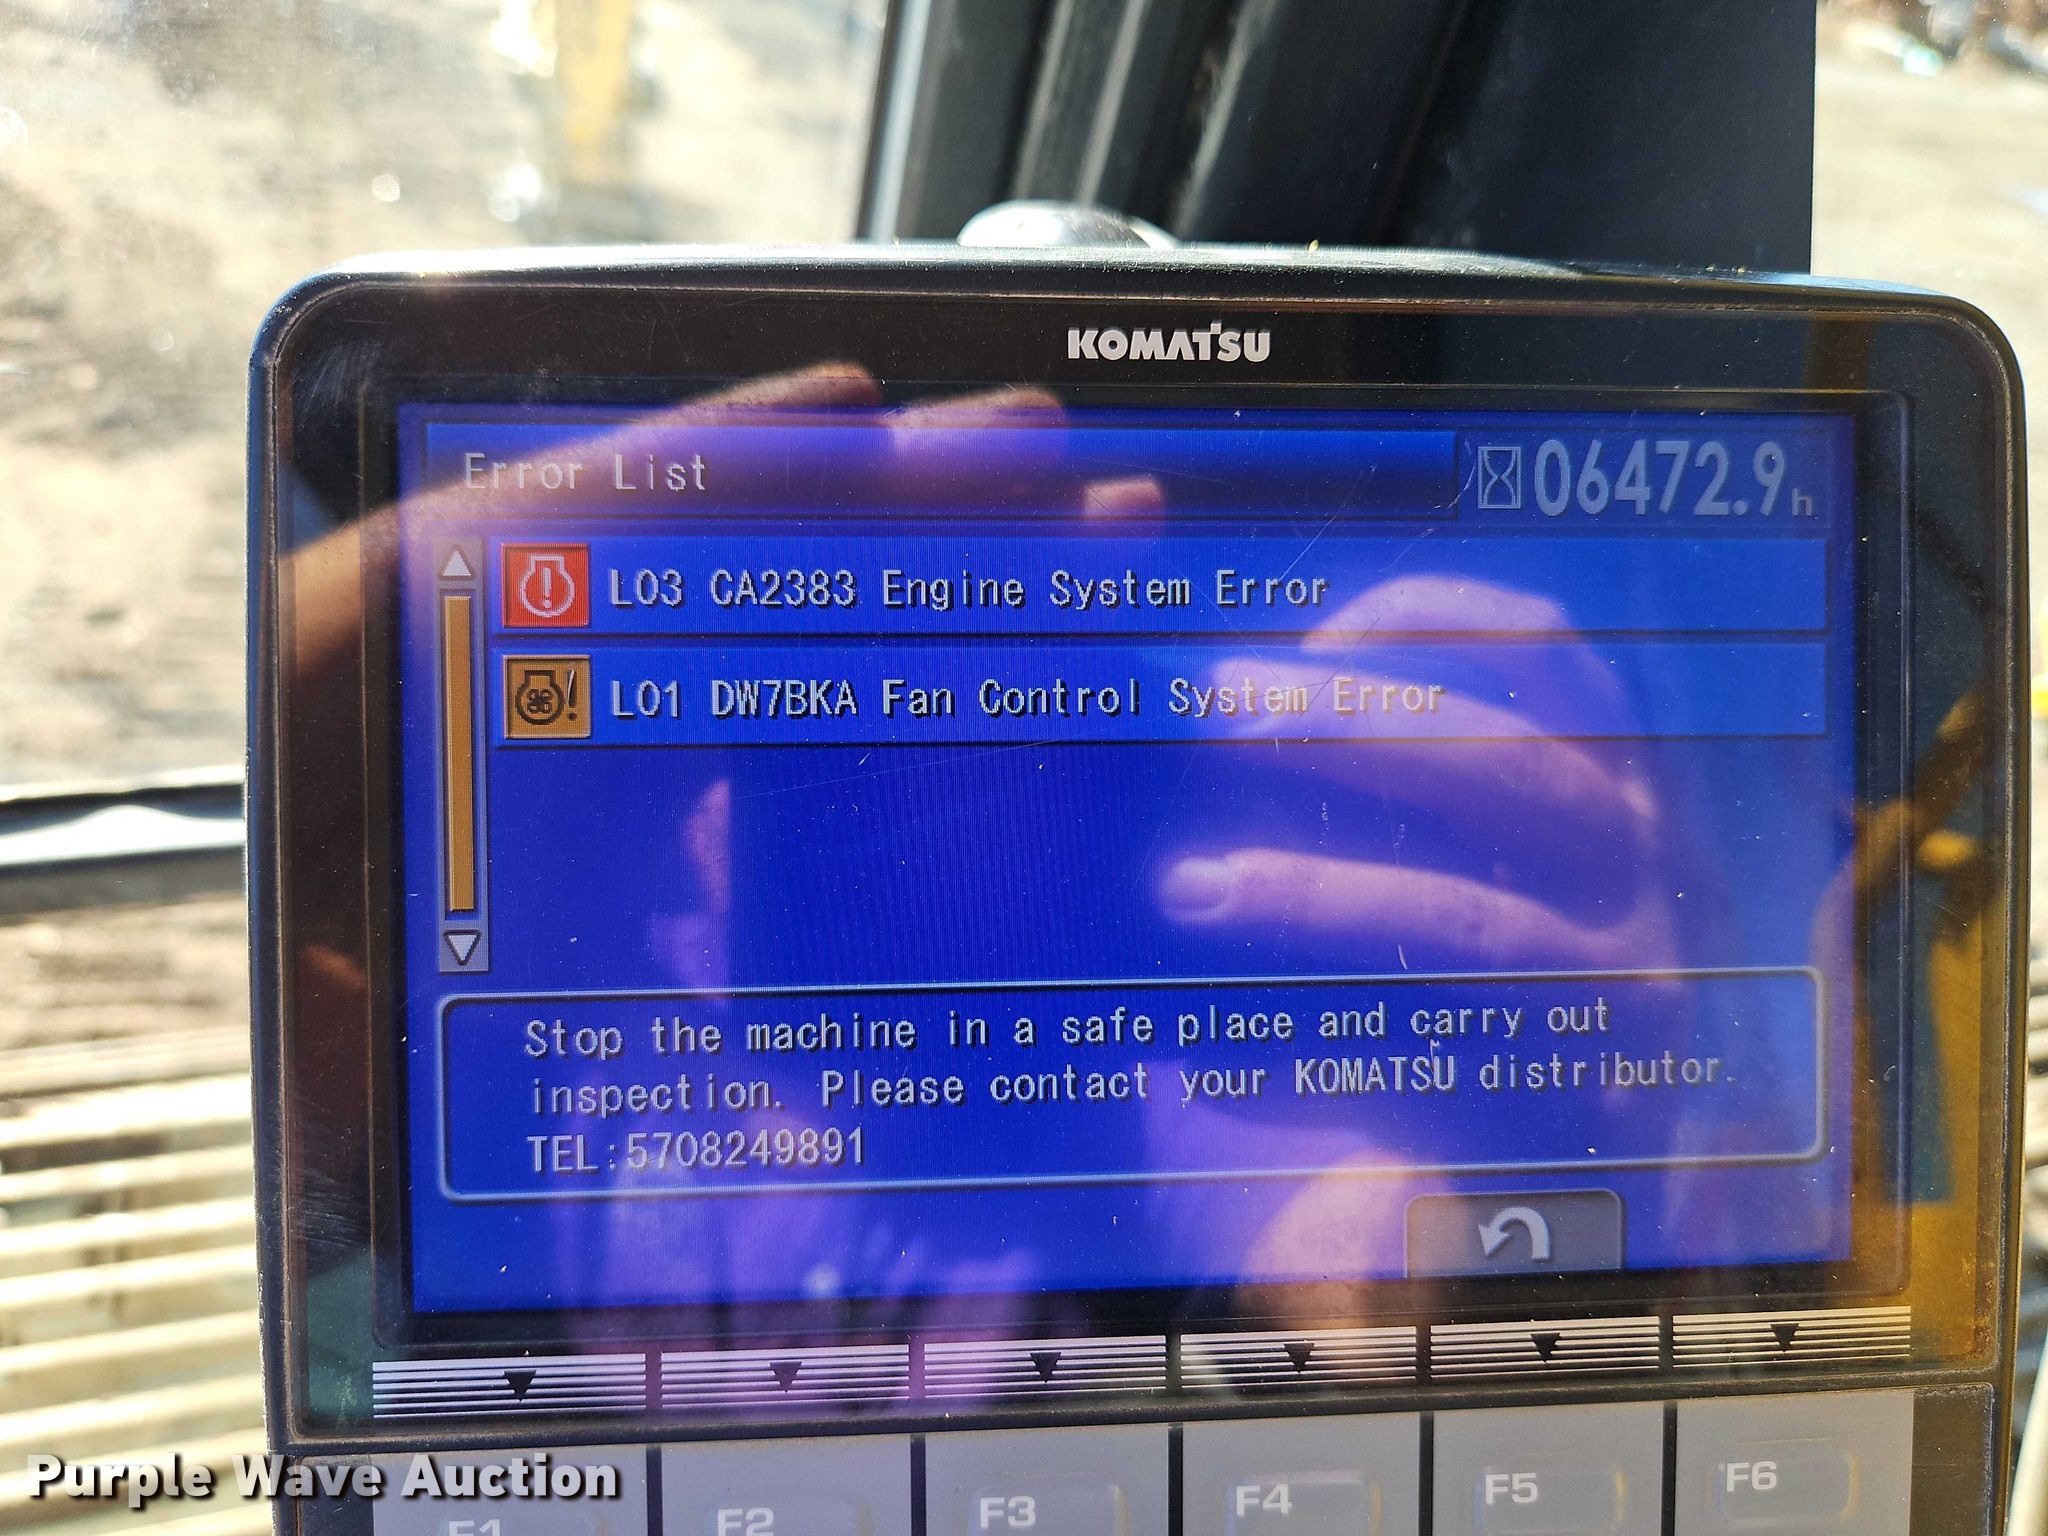 KOMATSU
Error List
06472.9h
L03 CA2383 Engine System Error
L01 DW7BKA Fan Control System Error
Stop the machine in a safe place and carry out
inspection. Please contact your KOMATSU distributor.
TEL:5708249891
F1 F2 F3 F4 F5 F6
Purple Wave Auction